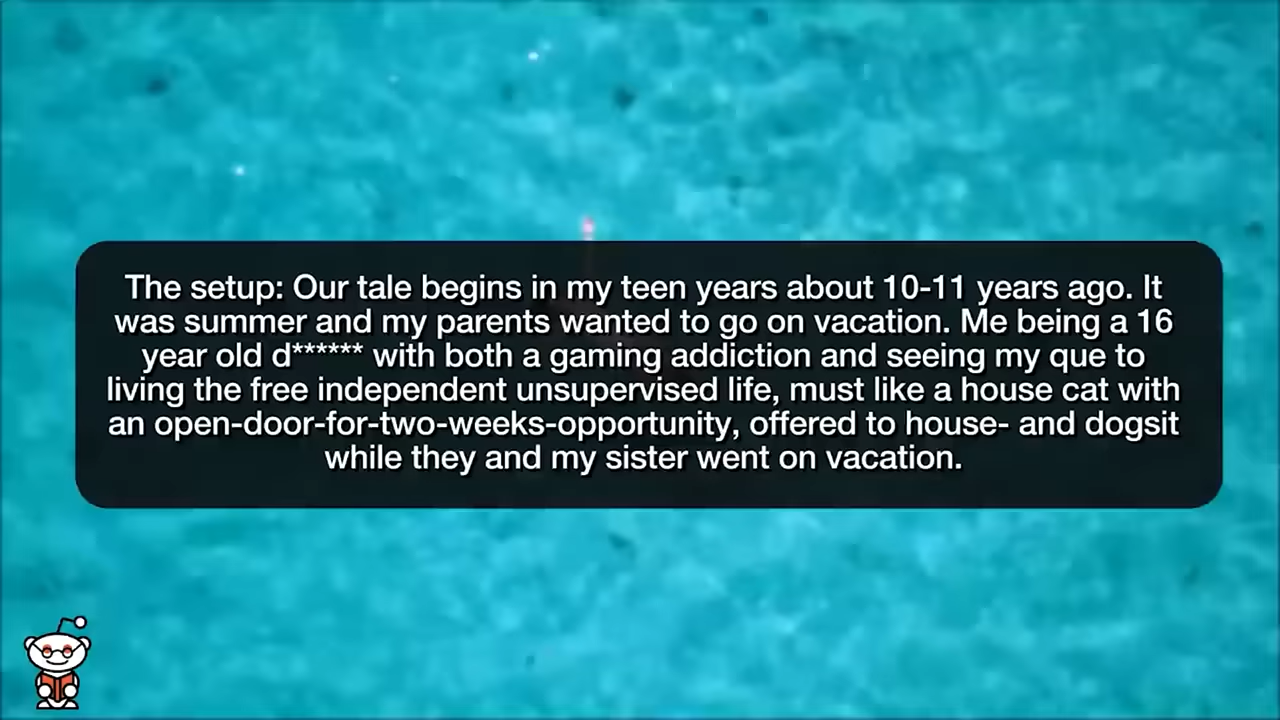 The setup: Our tale begins in my teen years about 10-11 years ago. It
was summer and my parents wanted to go on vacation. Me being a 16
year old d****** with both a gaming addiction and seeing my que to
living the free independent unsupervised life, must like a house cat with
an open-door-for-two-weeks-opportunity, offered to house- and dogsit
while they and my sister went on vacation.